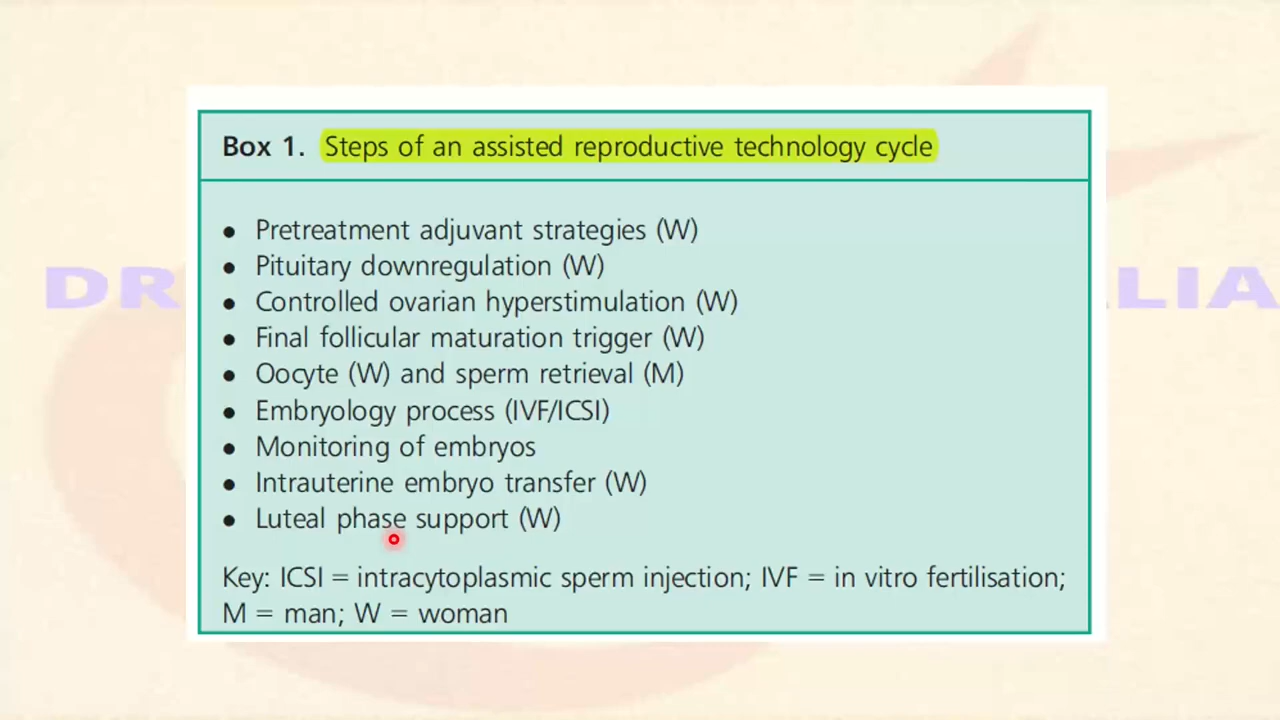 Box 1. Steps of an assisted reproductive technology cycle
• Pretreatment adjuvant strategies (W)
• Pituitary downregulation (W)
DR LIA
• Controlled ovarian hyperstimulation (W)
• Final follicular maturation trigger (W)
• Oocyte (W) and sperm retrieval (M)
• Embryology process (IVF/ICSI)
• Monitoring of embryos
• Intrauterine embryo transfer (W)
• Luteal phase support (W)
Key: ICSI = intracytoplasmic sperm injection; IVF = in vitro fertilisation;
M = man; W = woman